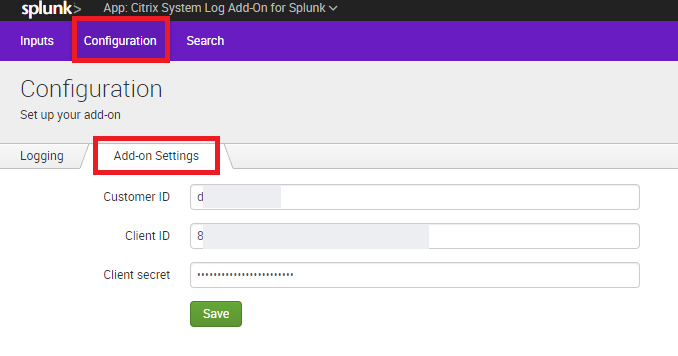 splunk> App: Citrix System Log Add-On for Splunk
Inputs Configuration Search
Configuration
Set up your add-on
Logging Add-on Settings
Customer ID d
Client ID 8
Client secret ••••••••••••••••••••••••
Save